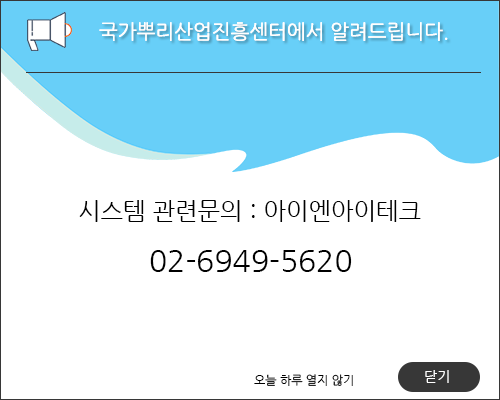 국가뿌리산업진흥센터에서 알려드립니다.
시스템 관련문의 : 아이엔아이테크
02-6949-5620
오늘 하루 열지 않기
닫기